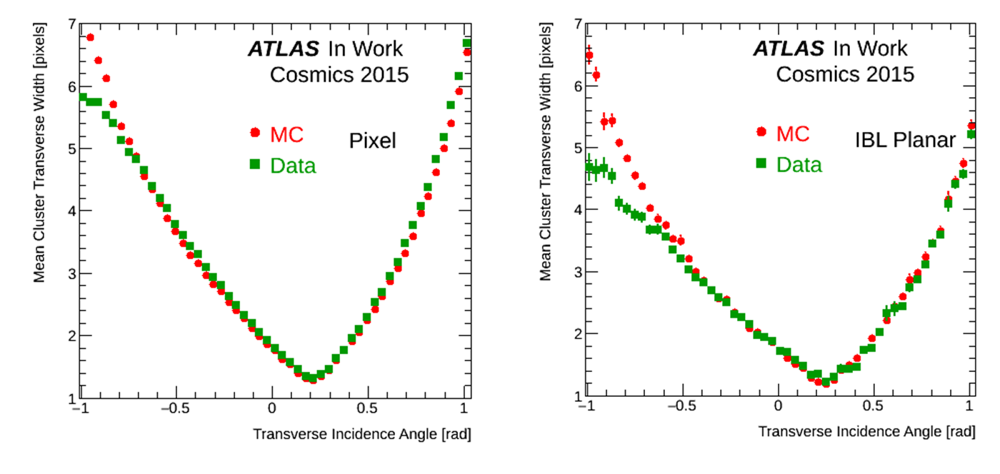 Mean Cluster Transverse Width [pixels]
7
6
5
4
3
2
1
ATLAS In Work
Cosmics 2015
MC
Data
Pixel
−1
−0.5
0
0.5
1
Transverse Incidence Angle [rad]
Mean Cluster Transverse Width [pixels]
7
6
5
4
3
2
1
ATLAS In Work
Cosmics 2015
MC
Data
IBL Planar
−1
−0.5
0
0.5
1
Transverse Incidence Angle [rad]